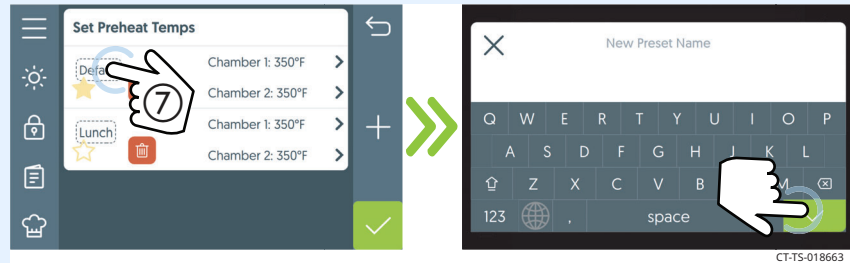 Set Preheat Temps
Defa
Chamber 1: 350°F
Chamber 2: 350°F
7
Lunch
Chamber 1: 350°F
Chamber 2: 350°F
New Preset Name
Q W E R T Y U I O P
A S D F G H J K L
Z X C V B M
123 , space
CT-TS-018663